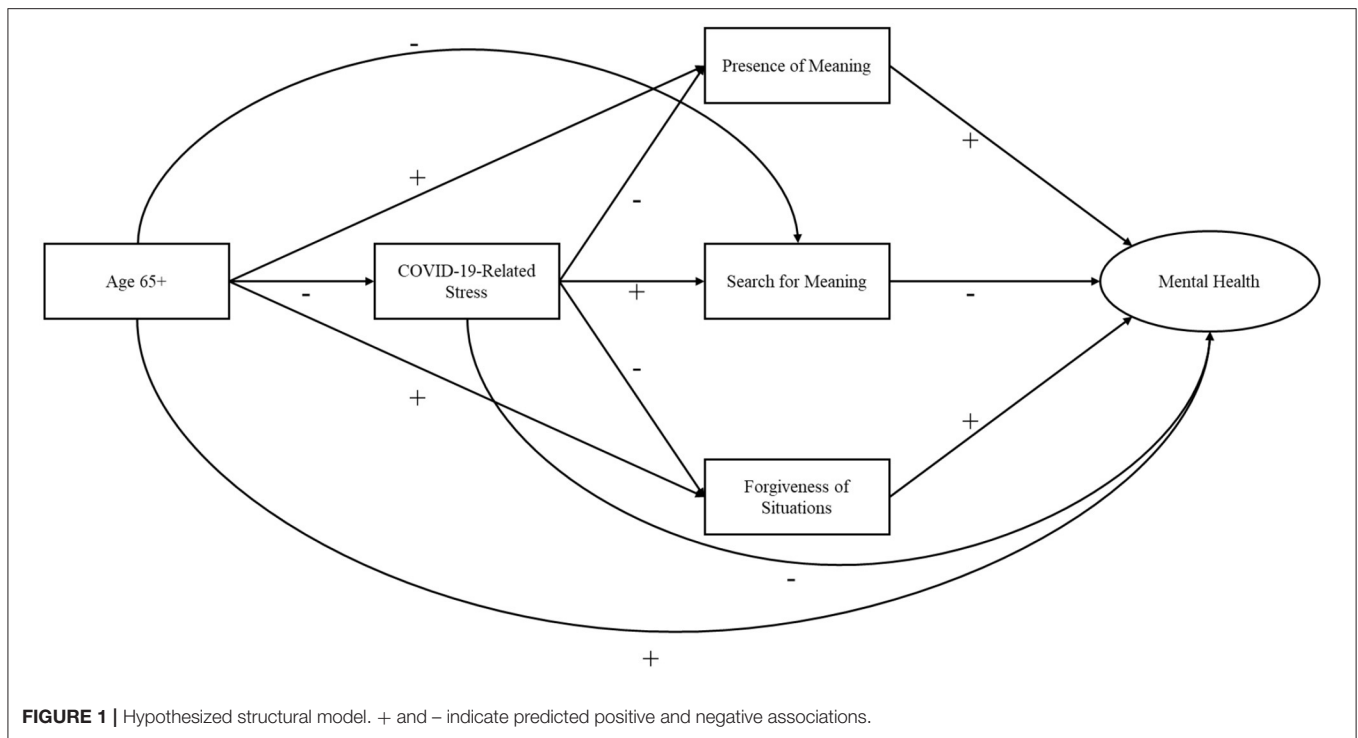 -
Presence of Meaning
+
+
-
Age 65+
-
COVID-19-Related
Stress
+
Search for Meaning
-
Mental Health
-
+
Forgiveness of
Situations
+
-
+
FIGURE 1 | Hypothesized structural model. + and – indicate predicted positive and negative associations.